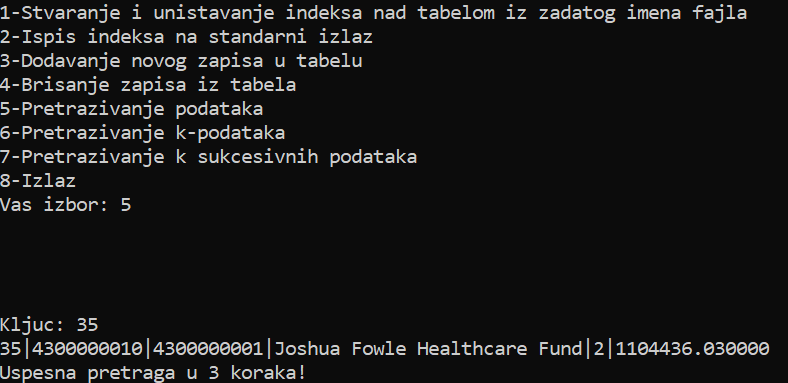 1-Stvaranje i unistavanje indeksa nad tabelom iz zadatog imena fajla
2-Ispis indeksa na standarni izlaz
3-Dodavanje novog zapisa u tabelu
4-Brisanje zapisa iz tabela
5-Pretrazivanje podataka
6-Pretrazivanje k-podataka
7-Pretrazivanje k sukcesivnih podataka
8-Izlaz
Vas izbor: 5
Kljuc: 35
35|4300000010|4300000001|Joshua Fowle Healthcare Fund|2|1104436.030000
Uspesna pretraga u 3 koraka!